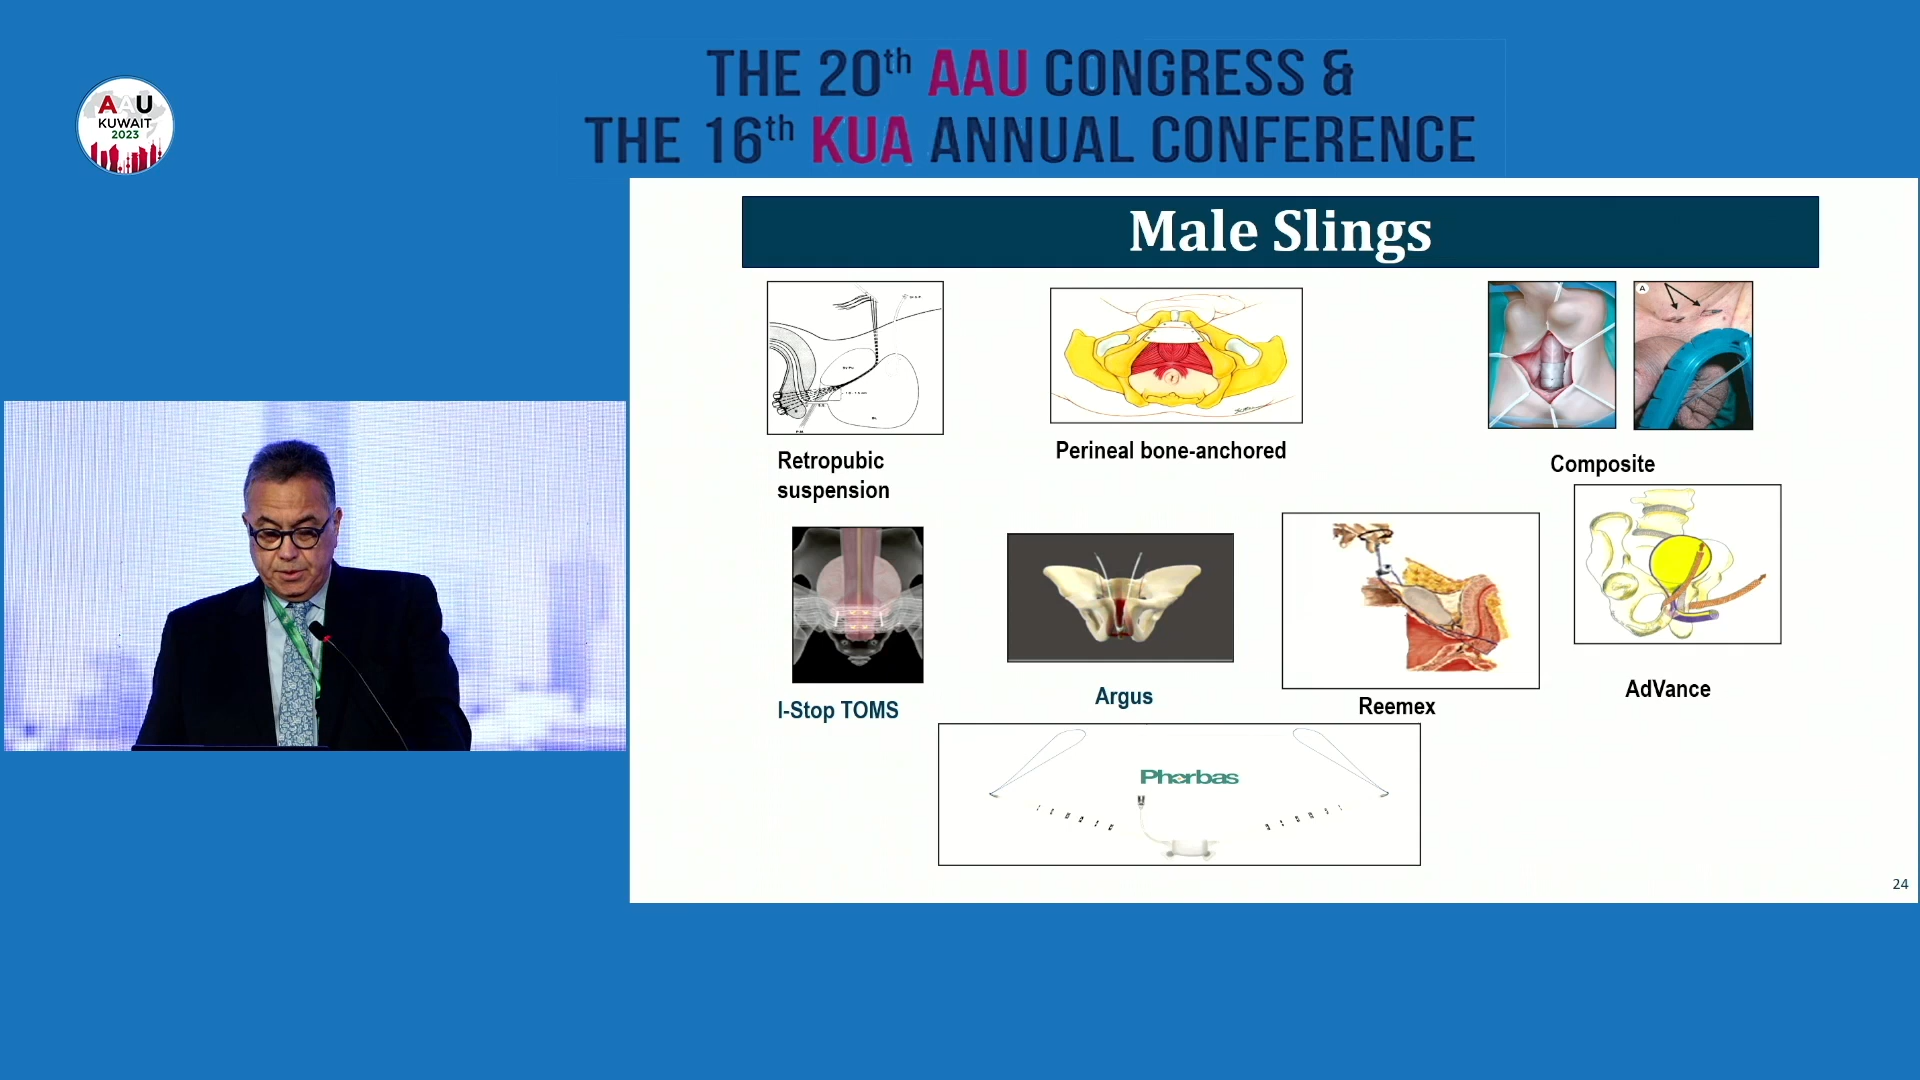 THE 20th AAU CONGRESS &
THE 16th KUA ANNUAL CONFERENCE
AAU
KUWAIT
2023
Male Slings
A
Retropubic
suspension
Perineal bone-anchored
Composite
I-Stop TOMS
Argus
Reemex
AdVance
Phorbas
24